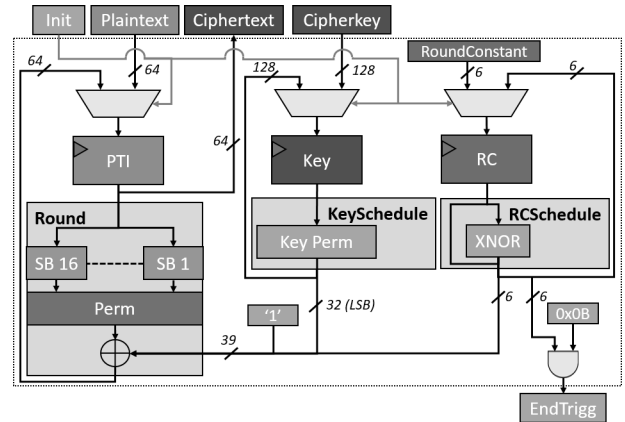 Init
Plaintext
Ciphertext
Cipherkey
RoundConstant
64
64
128
128
6
6
PTI
64
Key
RC
Round
KeySchedule
RCSchedule
SB 16
SB 1
Key Perm
XNOR
Perm
32 (LSB)
'1'
6
6
0x0B
39
EndTrigg